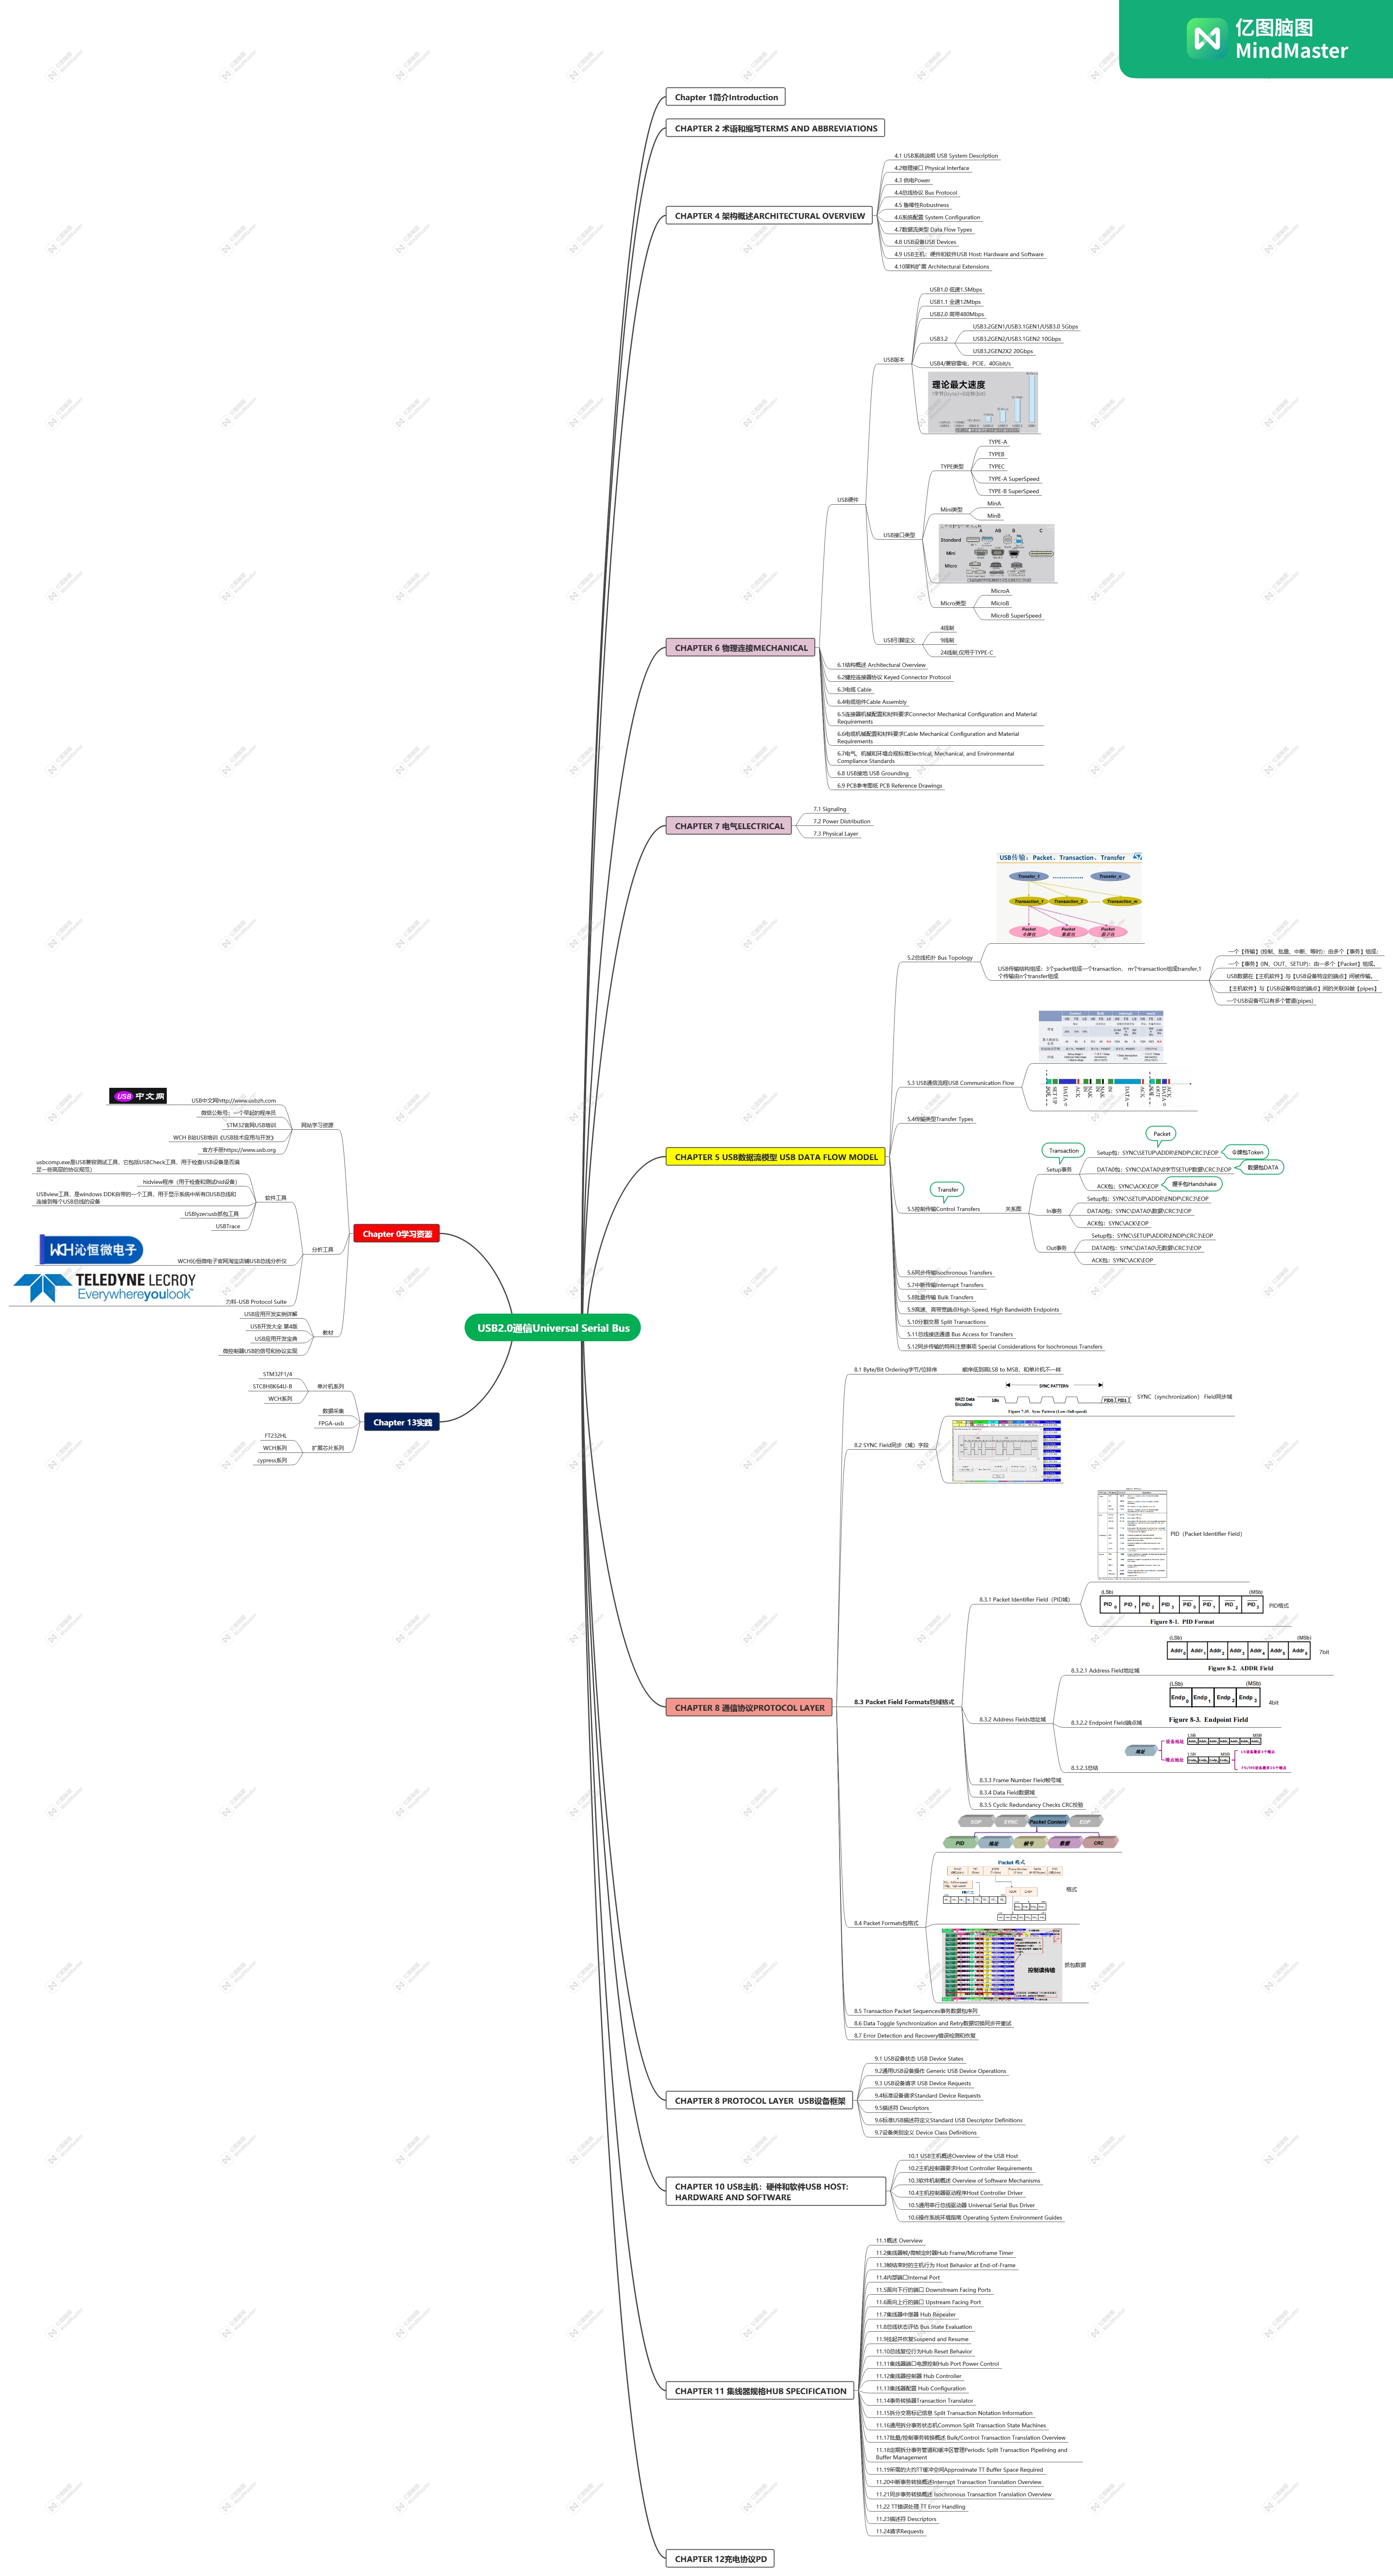 亿图脑图
MindMaster
Chapter 1简介Introduction
CHAPTER 2 术语和缩写TERMS AND ABBREVIATIONS
CHAPTER 4 架构概述ARCHITECTURAL OVERVIEW
4.1 USB系统说明 USB System Description
4.2物理接口 Physical Interface
4.3 供电Power
4.4总线协议 Bus Protocol
4.5 鲁棒性Robustness
4.6系统配置 System Configuration
4.7数据流类型 Data Flow Types
4.8 USB设备USB Devices
4.9 USB主机：硬件和软件USB Host: Hardware and Software
4.10架构扩展 Architectural Extensions
CHAPTER 6 物理连接MECHANICAL
USB硬件
USB版本
USB1.0 低速1.5Mbps
USB1.1 全速12Mbps
USB2.0 高带480Mbps
USB3.2
USB3.2GEN1/USB3.1GEN1/USB3.0 5Gbps
USB3.2GEN2/USB3.1GEN2 10Gbps
USB3.2GEN2X2 20Gbps
USB4/兼容雷电、PCIE、40Gbit/s
理论最大速度
USB接口类型
TYPE类型
TYPE-A
TYPEB
TYPEC
TYPE-A SuperSpeed
TYPE-B SuperSpeed
Mini类型
MinA
MinB
A AB B C
Standard
Mini
Micro
Micro类型
MicroA
MicroB
MicroB SuperSpeed
USB引脚定义
4线制
9线制
24线制,仅用于TYPE-C
6.1结构概述 Architectural Overview
6.2键控连接器协议 Keyed Connector Protocol
6.3电缆 Cable
6.4电缆组件Cable Assembly
6.5连接器机械配置和材料要求Connector Mechanical Configuration and Material
Requirements
6.6电缆机械配置和材料要求Cable Mechanical Configuration and Material
Requirements
6.7电气、机械和环境合规标准Electrical, Mechanical, and Environmental
Compliance Standards
6.8 USB接地 USB Grounding
6.9 PCB参考图纸 PCB Reference Drawings
CHAPTER 7 电气ELECTRICAL
7.1 Signaling
7.2 Power Distribution
7.3 Physical Layer
CHAPTER 5 USB数据流模型 USB DATA FLOW MODEL
5.2总线拓扑 Bus Topology
USB传输：Packet、Transaction、Transfer
Transfer_1
Transfer_n
Transaction_1
Transaction_2
Transaction_m
Packet
令牌包
Packet
数据包
Packet
握手包
USB传输结构组成：3个packet组成一个transaction， m个transaction组成transfer,1
个传输由n个transfer组成
一个【传输】(控制、批量、中断、等时)：由多个【事务】组成；
一个【事务】(IN、OUT、SETUP)：由一多个【Packet】组成。
USB数据在【主机软件】与【USB设备特定的端点】间被传输。
【主机软件】与【USB设备特定的端点】间的关联叫做【pipes】
一个USB设备可以有多个管道(pipes)
5.3 USB通信流程USB Communication Flow
5.4传输类型Transfer Types
5.5控制传输Control Transfers
Transfer
关系图
Transaction
Setup事务
Packet
Setup包：SYNC\SETUP\ADDR\ENDP\CRC3\EOP
令牌包Token
DATA0包：SYNC\DATA0\8字节SETUP数据\CRC3\EOP
数据包DATA
ACK包：SYNC\ACK\EOP
握手包Handshake
In事务
Setup包：SYNC\SETUP\ADDR\ENDP\CRC3\EOP
DATA0包：SYNC\DATA0\数据\CRC3\EOP
ACK包：SYNC\ACK\EOP
Out事务
Setup包：SYNC\SETUP\ADDR\ENDP\CRC3\EOP
DATA0包：SYNC\DATA0\无数据\CRC3\EOP
ACK包：SYNC\ACK\EOP
5.6同步传输Isochronous Transfers
5.7中断传输Interrupt Transfers
5.8批量传输 Bulk Transfers
5.9高速、高带宽端点High-Speed, High Bandwidth Endpoints
5.10分割交易 Split Transactions
5.11总线接送通道 Bus Access for Transfers
5.12同步传输的特殊注意事项 Special Considerations for Isochronous Transfers
USB2.0通信Universal Serial Bus
Chapter 0学习资源
网站学习资源
USB中文网
USB中文网http://www.usbzh.com
微信公账号：一个早起的程序员
STM32官网USB培训
WCH B站USB培训《USB技术应用与开发》
官方手册https://www.usb.org
分析工具
软件工具
usbcomp.exe是USB兼容测试工具，它包括USBCheck工具，用于检查USB设备是否满
足一些高层的协议规范）
hidview程序（用于检查和测试hid设备）
USBview工具，是windows DDK自带的一个工具，用于显示系统中所有口USB总线和
连接到每个USB总线的设备
USBlyzer:usb抓包工具
USBTrace
WCH沁恒微电子
WCH沁恒微电子官网淘宝店铺USB总线分析仪
TELEDYNE LECROY
Everywhereyoulook
力科-USB Protocol Suite
教材
USB应用开发实例详解
USB开发大全 第4版
USB应用开发宝典
微控制器USB的信号和协议实现
Chapter 13实践
单片机系列
STM32F1/4
STC8H8K64U-B
WCH系列
数据采集
FPGA-usb
扩展芯片系列
FT232HL
WCH系列
cypress系列
CHAPTER 8 通信协议PROTOCOL LAYER
8.1 Byte/Bit Ordering字节/位排序
顺序低到高LSB to MSB，和单片机不一样
8.2 SYNC Field同步（域）字段
SYNC PATTERN
NRZI Data
Encoding
Idle
PID0 PID1
Figure 7-35. Sync Pattern (Low-/full-speed)
SYNC（synchronization） Field同步域
8.3 Packet Field Formats包域格式
8.3.1 Packet Identifier Field（PID域）
PID（Packet Identifier Field）
(LSb) (MSb)
PID 0 PID 1 PID 2 PID 3 PID 0 PID 1 PID 2 PID 3
Figure 8-1. PID Format
PID格式
8.3.2 Address Fields地址域
8.3.2.1 Address Field地址域
(LSb) (MSb)
Addr 0 Addr 1 Addr 2 Addr 3 Addr 4 Addr 5 Addr 6
Figure 8-2. ADDR Field
7bit
8.3.2.2 Endpoint Field端点域
(LSb) (MSb)
Endp 0 Endp 1 Endp 2 Endp 3
Figure 8-3. Endpoint Field
4bit
8.3.2.3总结
地址
设备地址
端点地址
8.3.3 Frame Number Field帧号域
8.3.4 Data Field数据域
8.3.5 Cyclic Redundancy Checks CRC校验
8.4 Packet Formats包格式
SOP SYNC Packet Content EOP
PID 地址 帧号 数据 CRC
Packet 格式
格式
控制读传输
抓包数据
8.5 Transaction Packet Sequences事务数据包序列
8.6 Data Toggle Synchronization and Retry数据切换同步并重试
8.7 Error Detection and Recovery错误检测和恢复
CHAPTER 8 PROTOCOL LAYER USB设备框架
9.1 USB设备状态 USB Device States
9.2通用USB设备操作 Generic USB Device Operations
9.3 USB设备请求 USB Device Requests
9.4标准设备请求Standard Device Requests
9.5描述符 Descriptors
9.6标准USB描述符定义Standard USB Descriptor Definitions
9.7设备类别定义 Device Class Definitions
CHAPTER 10 USB主机：硬件和软件USB HOST:
HARDWARE AND SOFTWARE
10.1 USB主机概述Overview of the USB Host
10.2主机控制器要求Host Controller Requirements
10.3软件机制概述 Overview of Software Mechanisms
10.4主机控制器驱动程序Host Controller Driver
10.5通用串行总线驱动器 Universal Serial Bus Driver
10.6操作系统环境指南 Operating System Environment Guides
CHAPTER 11 集线器规格HUB SPECIFICATION
11.1概述 Overview
11.2集线器帧/微帧定时器Hub Frame/Microframe Timer
11.3帧结束时的主机行为 Host Behavior at End-of-Frame
11.4内部端口Internal Port
11.5面向下行的端口 Downstream Facing Ports
11.6面向上行的端口 Upstream Facing Port
11.7集线器中继器 Hub Repeater
11.8总线状态评估 Bus State Evaluation
11.9挂起并恢复Suspend and Resume
11.10总线复位行为Hub Reset Behavior
11.11集线器端口电源控制Hub Port Power Control
11.12集线器控制器 Hub Controller
11.13集线器配置 Hub Configuration
11.14事务转换器Transaction Translator
11.15拆分交易标记信息 Split Transaction Notation Information
11.16通用拆分事务状态机Common Split Transaction State Machines
11.17批量/控制事务转换概述 Bulk/Control Transaction Translation Overview
11.18定期拆分事务管道和缓冲区管理Periodic Split Transaction Pipelining and
Buffer Management
11.19所需的大约TT缓冲空间Approximate TT Buffer Space Required
11.20中断事务转换概述Interrupt Transaction Translation Overview
11.21同步事务转换概述 Isochronous Transaction Translation Overview
11.22 TT错误处理 TT Error Handling
11.23描述符 Descriptors
11.24请求Requests
CHAPTER 12充电协议PD